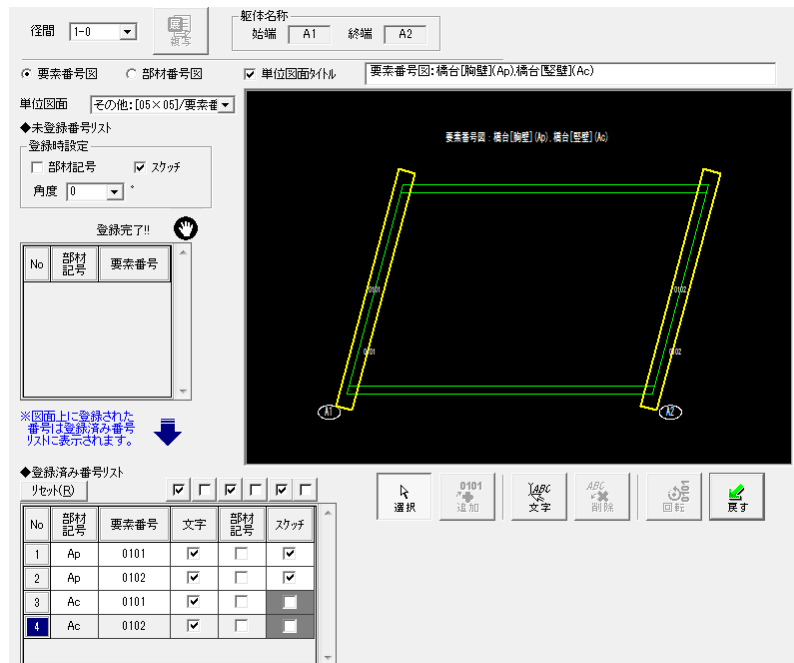 躯体名称
径間 1-0 複写 始端 A1 終端 A2
要素番号図 部材番号図 単位図面ﾀｲﾄﾙ 要素番号図:橋台[胸壁](Ap),橋台[竪壁](Ac)
単位図面 その他:[05×05]/要素番
◆未登録番号ﾘｽﾄ
登録時設定
部材記号 ｽｹｯﾁ
角度 0 °
登録完了!!
No 部材記号 要素番号
※図面上に登録された
番号は登録済み番号
ﾘｽﾄに表示されます。
要素番号図：橋台[胸壁](Ap)，橋台[竪壁](Ac)
0101 0102
0101 0102
A1 A2
◆登録済み番号ﾘｽﾄ
ﾘｾｯﾄ(R)
選択 0101 追加 ABC 文字 ABC 削除 0101 回転 戻す
No 部材記号 要素番号 文字 部材記号 ｽｹｯﾁ
1 Ap 0101
2 Ap 0102
3 Ac 0101
4 Ac 0102